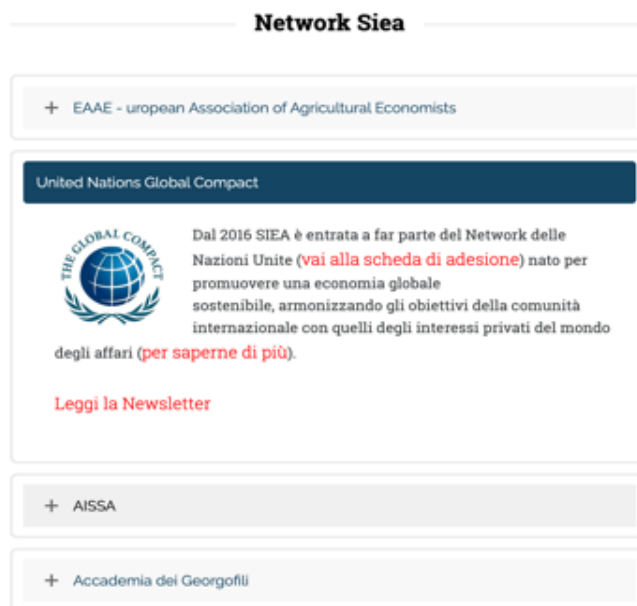 Network Siea
+ EAAE - uropean Association of Agricultural Economists
United Nations Global Compact
THE GLOBAL COMPACT
Dal 2016 SIEA è entrata a far parte del Network delle
Nazioni Unite (vai alla scheda di adesione) nato per
promuovere una economia globale
sostenibile, armonizzando gli obiettivi della comunità
internazionale con quelli degli interessi privati del mondo
degli affari (per saperne di più).
Leggi la Newsletter
+ AISSA
+ Accademia dei Georgofili